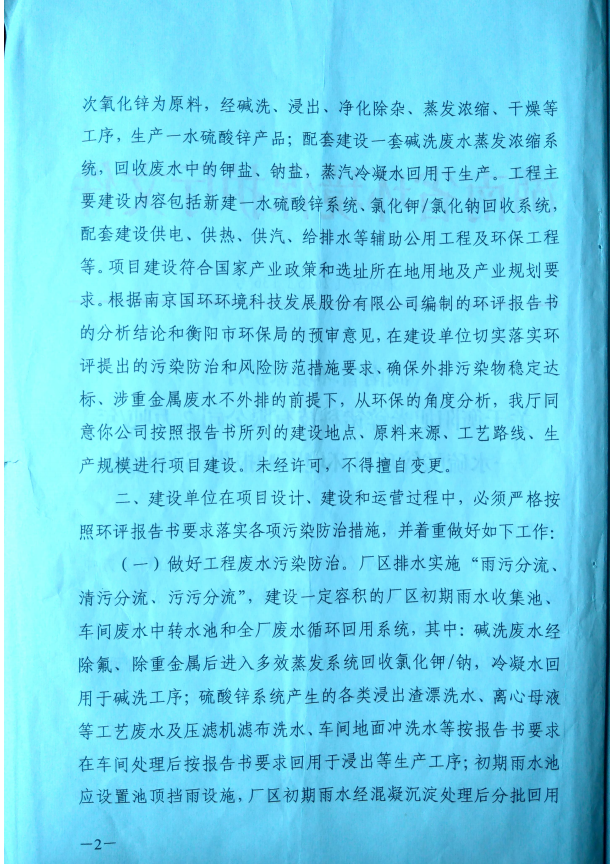 次氧化锌为原料，经碱洗、浸出、净化除杂、蒸发浓缩、干燥等
工序，生产一水硫酸锌产品；配套建设一套碱洗废水蒸发浓缩系
统，回收废水中的钾盐、钠盐，蒸汽冷凝水回用于生产。工程主
要建设内容包括新建一水硫酸锌系统、氯化钾/氯化钠回收系统，
配套建设供电、供热、供汽、给排水等辅助公用工程及环保工程
等。项目建设符合国家产业政策和选址所在地用地及产业规划要
求。根据南京国环环境科技发展股份有限公司编制的环评报告书
的分析结论和衡阳市环保局的预审意见，在建设单位切实落实环
评提出的污染防治和风险防范措施要求、确保外排污染物稳定达
标、涉重金属废水不外排的前提下，从环保的角度分析，我厅同
意你公司按照报告书所列的建设地点、原料来源、工艺路线、生
产规模进行项目建设。未经许可，不得擅自变更。
二、建设单位在项目设计、建设和运营过程中，必须严格按
照环评报告书要求落实各项污染防治措施，并着重做好如下工作：
（一）做好工程废水污染防治。厂区排水实施“雨污分流、
清污分流、污污分流”，建设一定容积的厂区初期雨水收集池、
车间废水中转水池和全厂废水循环回用系统，其中：碱洗废水经
除氟、除重金属后进入多效蒸发系统回收氯化钾/钠，冷凝水回
用于碱洗工序；硫酸锌系统产生的各类浸出渣漂洗水、离心母液
等工艺废水及压滤机滤布洗水、车间地面冲洗水等按报告书要求
在车间处理后按报告书要求回用于浸出等生产工序；初期雨水池
应设置池顶挡雨设施，厂区初期雨水经混凝沉淀处理后分批回用
—2—